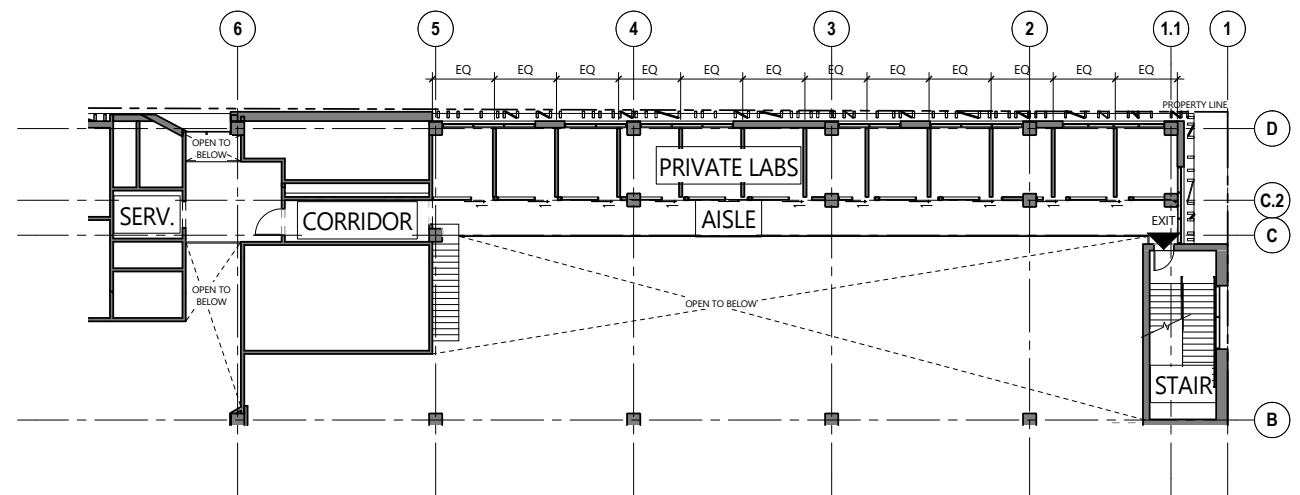 6
5
4
3
2
1.1
1
EQ
EQ
EQ
EQ
EQ
EQ
EQ
EQ
EQ
EQ
EQ
EQ
PROPERTY LINE
D
OPEN TO
BELOW
PRIVATE LABS
C.2
SERV.
CORRIDOR
AISLE
EXIT
C
OPEN TO
BELOW
OPEN TO BELOW
STAIR
B